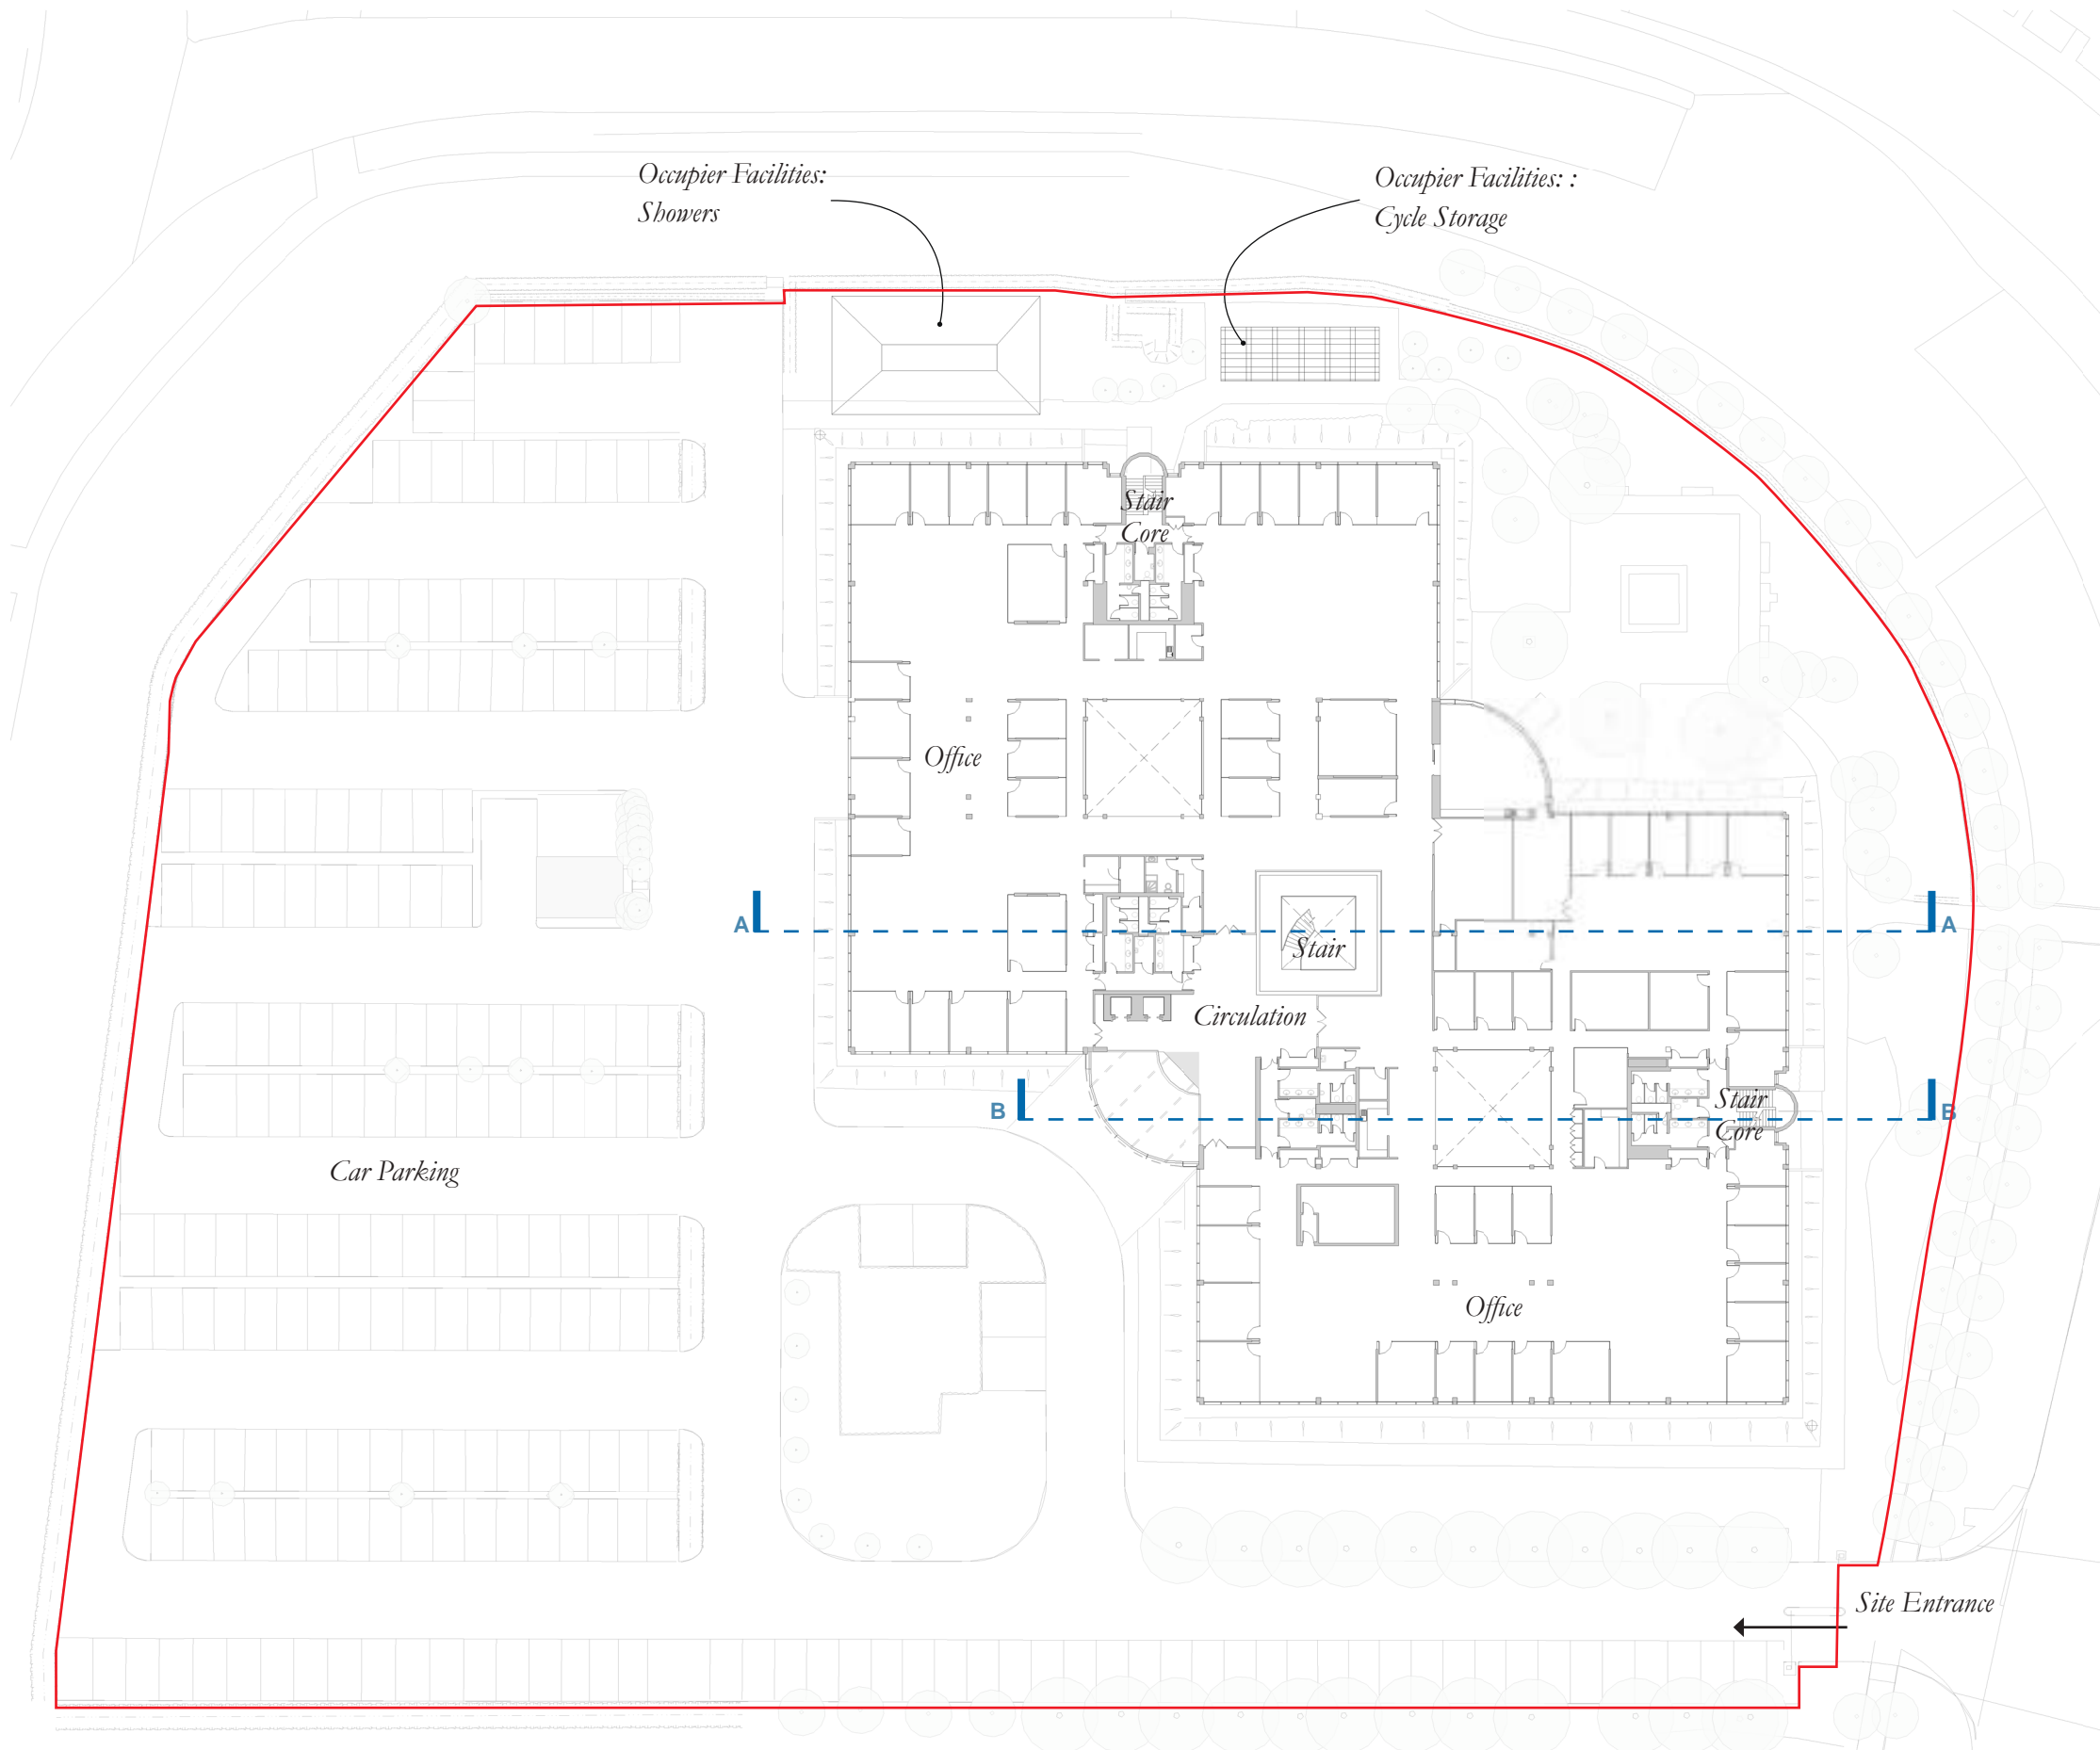 Occupier Facilities:
Showers
Occupier Facilities: :
Cycle Storage
Stair
Core
Office
A
A
Stair
Circulation
B
B
Stair
Core
Car Parking
Office
Site Entrance